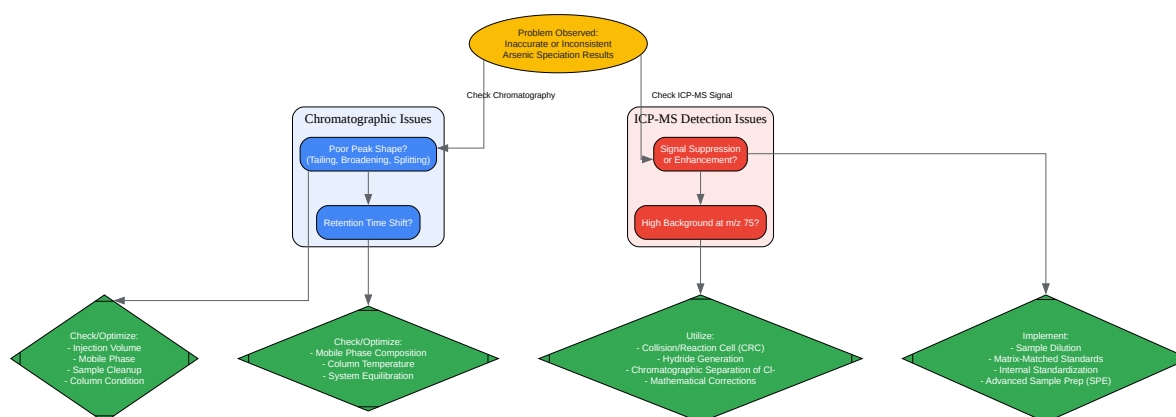 Problem Observed:
Inaccurate or Inconsistent
Arsenic Speciation Results
Check Chromatography
Check ICP-MS Signal
Chromatographic Issues
Poor Peak Shape?
(Tailing, Broadening, Splitting)
Retention Time Shift?
ICP-MS Detection Issues
Signal Suppression
or Enhancement?
High Background at m/z 75?
Check/Optimize:
- Injection Volume
- Mobile Phase
- Sample Cleanup
- Column Condition
Check/Optimize:
- Mobile Phase Composition
- Column Temperature
- System Equilibration
Utilize:
- Collision/Reaction Cell (CRC)
- Hydride Generation
- Chromatographic Separation of Cl-
- Mathematical Corrections
Implement:
- Sample Dilution
- Matrix-Matched Standards
- Internal Standardization
- Advanced Sample Prep (SPE)